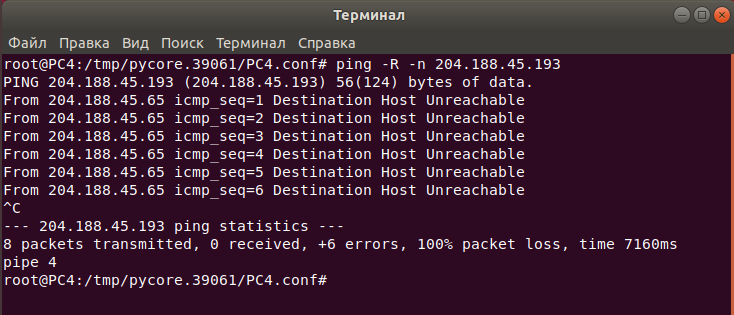 Терминал
Файл Правка Вид Поиск Терминал Справка
root@PC4:/tmp/pycore.39061/PC4.conf# ping -R -n 204.188.45.193
PING 204.188.45.193 (204.188.45.193) 56(124) bytes of data.
From 204.188.45.65 icmp_seq=1 Destination Host Unreachable
From 204.188.45.65 icmp_seq=2 Destination Host Unreachable
From 204.188.45.65 icmp_seq=3 Destination Host Unreachable
From 204.188.45.65 icmp_seq=4 Destination Host Unreachable
From 204.188.45.65 icmp_seq=5 Destination Host Unreachable
From 204.188.45.65 icmp_seq=6 Destination Host Unreachable
^C
--- 204.188.45.193 ping statistics ---
8 packets transmitted, 0 received, +6 errors, 100% packet loss, time 7160ms
pipe 4
root@PC4:/tmp/pycore.39061/PC4.conf#